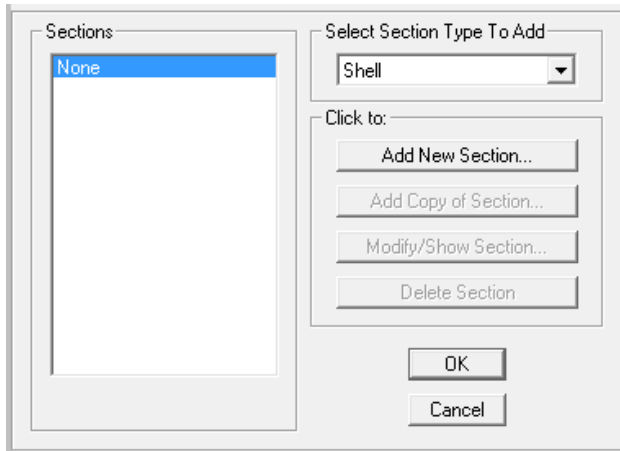 Sections
None
Select Section Type To Add
Shell
Click to:
Add New Section...
Add Copy of Section...
Modify/Show Section...
Delete Section
OK
Cancel